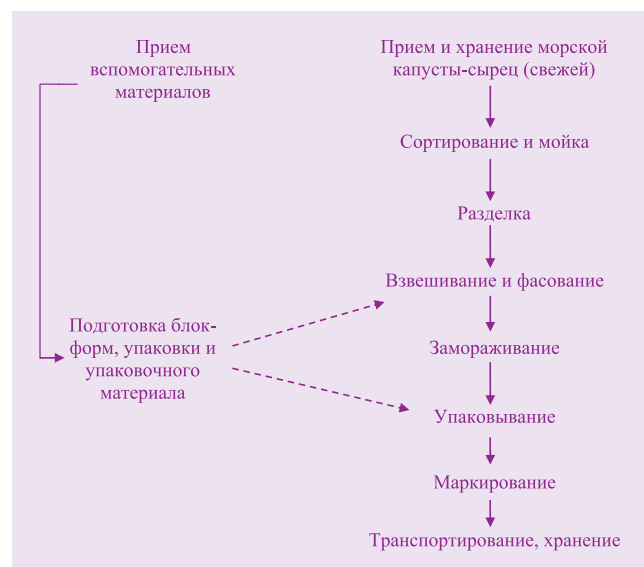 Прием
вспомогательных
материалов
Прием и хранение морской
капусты-сырец (свежей)
Сортирование и мойка
Разделка
Взвешивание и фасование
Подготовка блок-
форм, упаковки и
упаковочного
материала
Замораживание
Упаковывание
Маркирование
Транспортирование, хранение